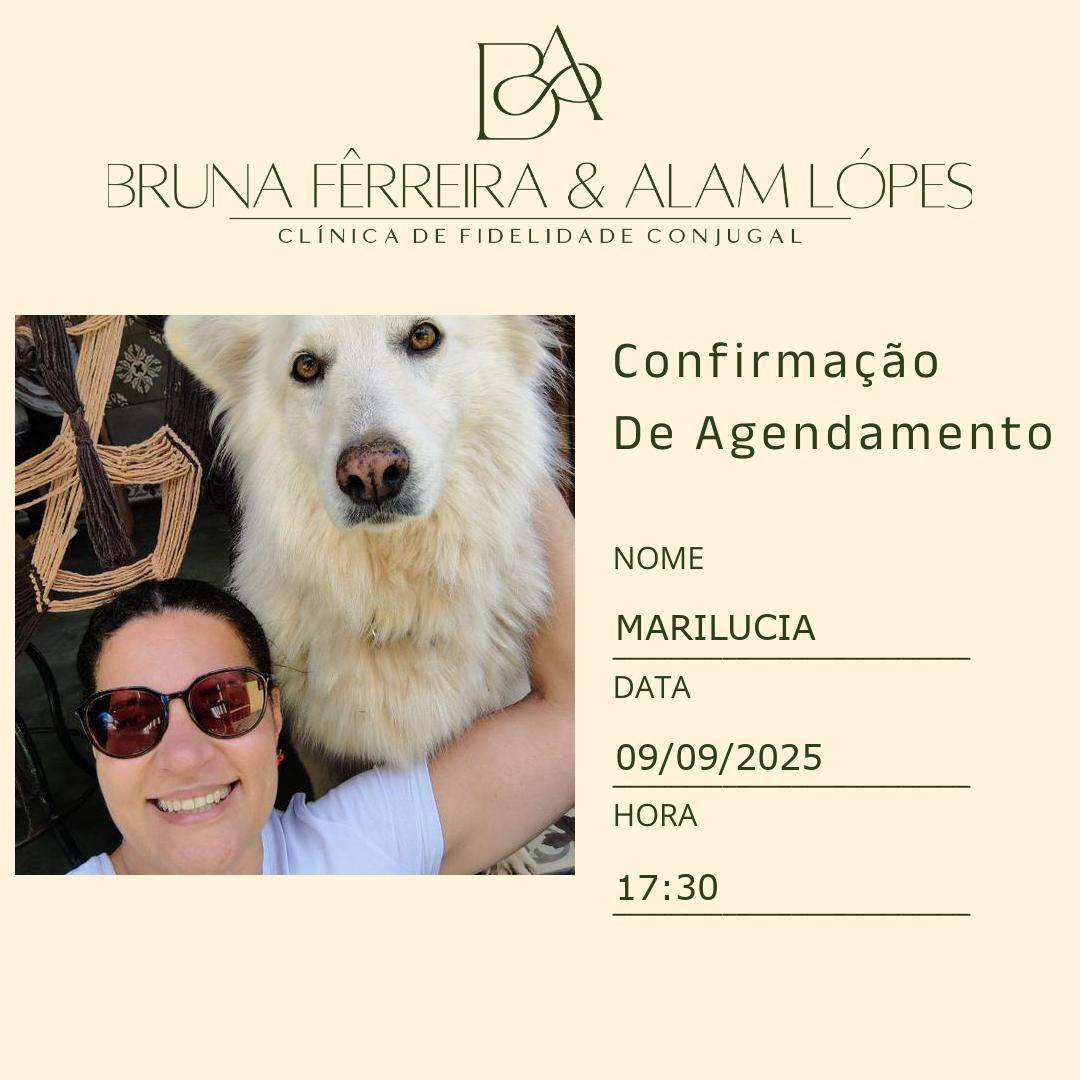 BA
BRUNA FÊRREIRA & ALAM LÓPES
CLÍNICA DE FIDELIDADE CONJUGAL
Confirmação
De Agendamento
NOME
MARILUCIA
DATA
09/09/2025
HORA
17:30